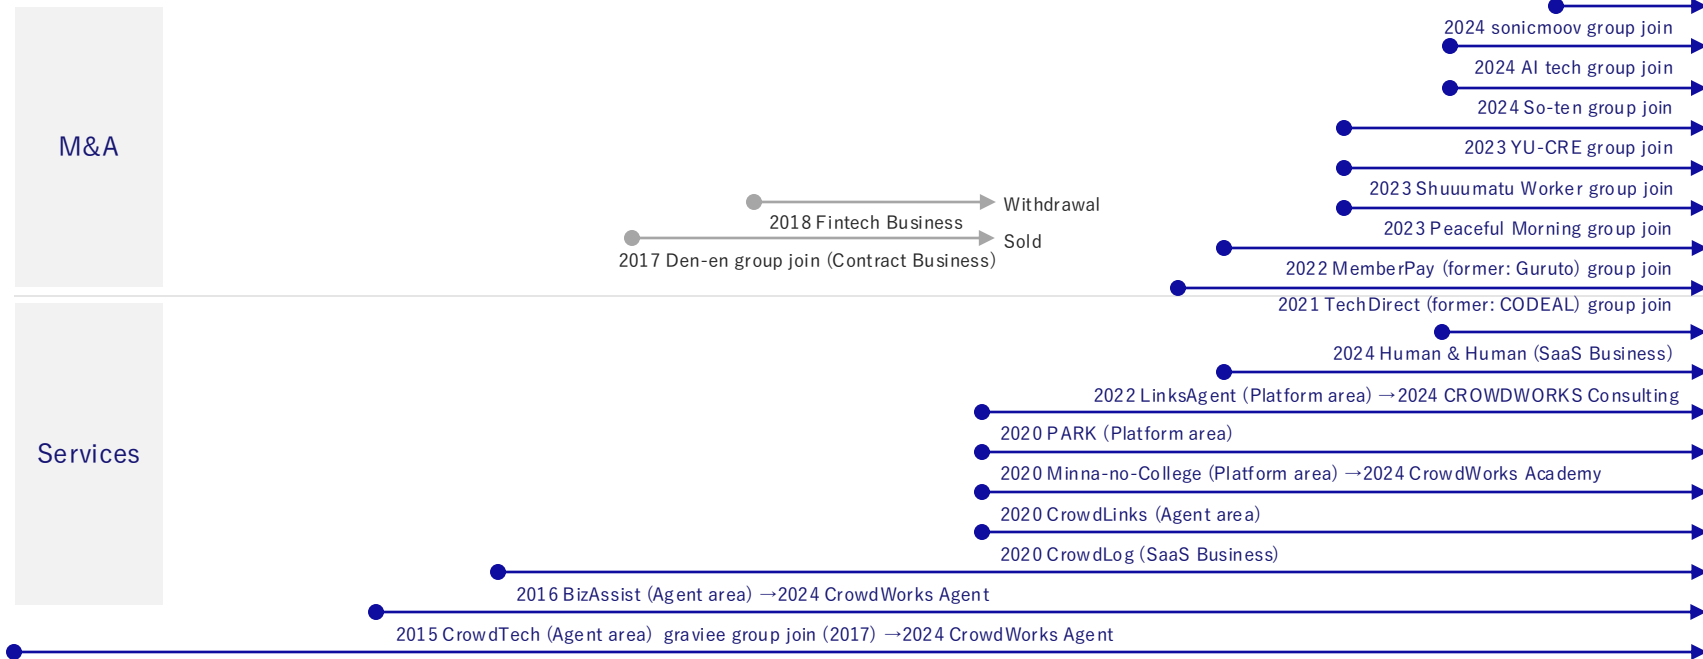 2024 sonicmoov group join
2024 AI tech group join
2024 So-ten group join
M&A
2023 YU-CRE group join
2023 Shuuumatu Worker group join
Withdrawal
2018 Fintech Business
2023 Peaceful Morning group join
Sold
2017 Den-en group join (Contract Business)
2022 MemberPay (former: Guruto) group join
2021 TechDirect (former: CODEAL) group join
2024 Human & Human (SaaS Business)
2022 LinksAgent (Platform area) →2024 CROWDWORKS Consulting
2020 PARK (Platform area)
Services
2020 Minna-no-College (Platform area) →2024 CrowdWorks Academy
2020 CrowdLinks (Agent area)
2020 CrowdLog (SaaS Business)
2016 BizAssist (Agent area) →2024 CrowdWorks Agent
2015 CrowdTech (Agent area) graviee group join (2017) →2024 CrowdWorks Agent